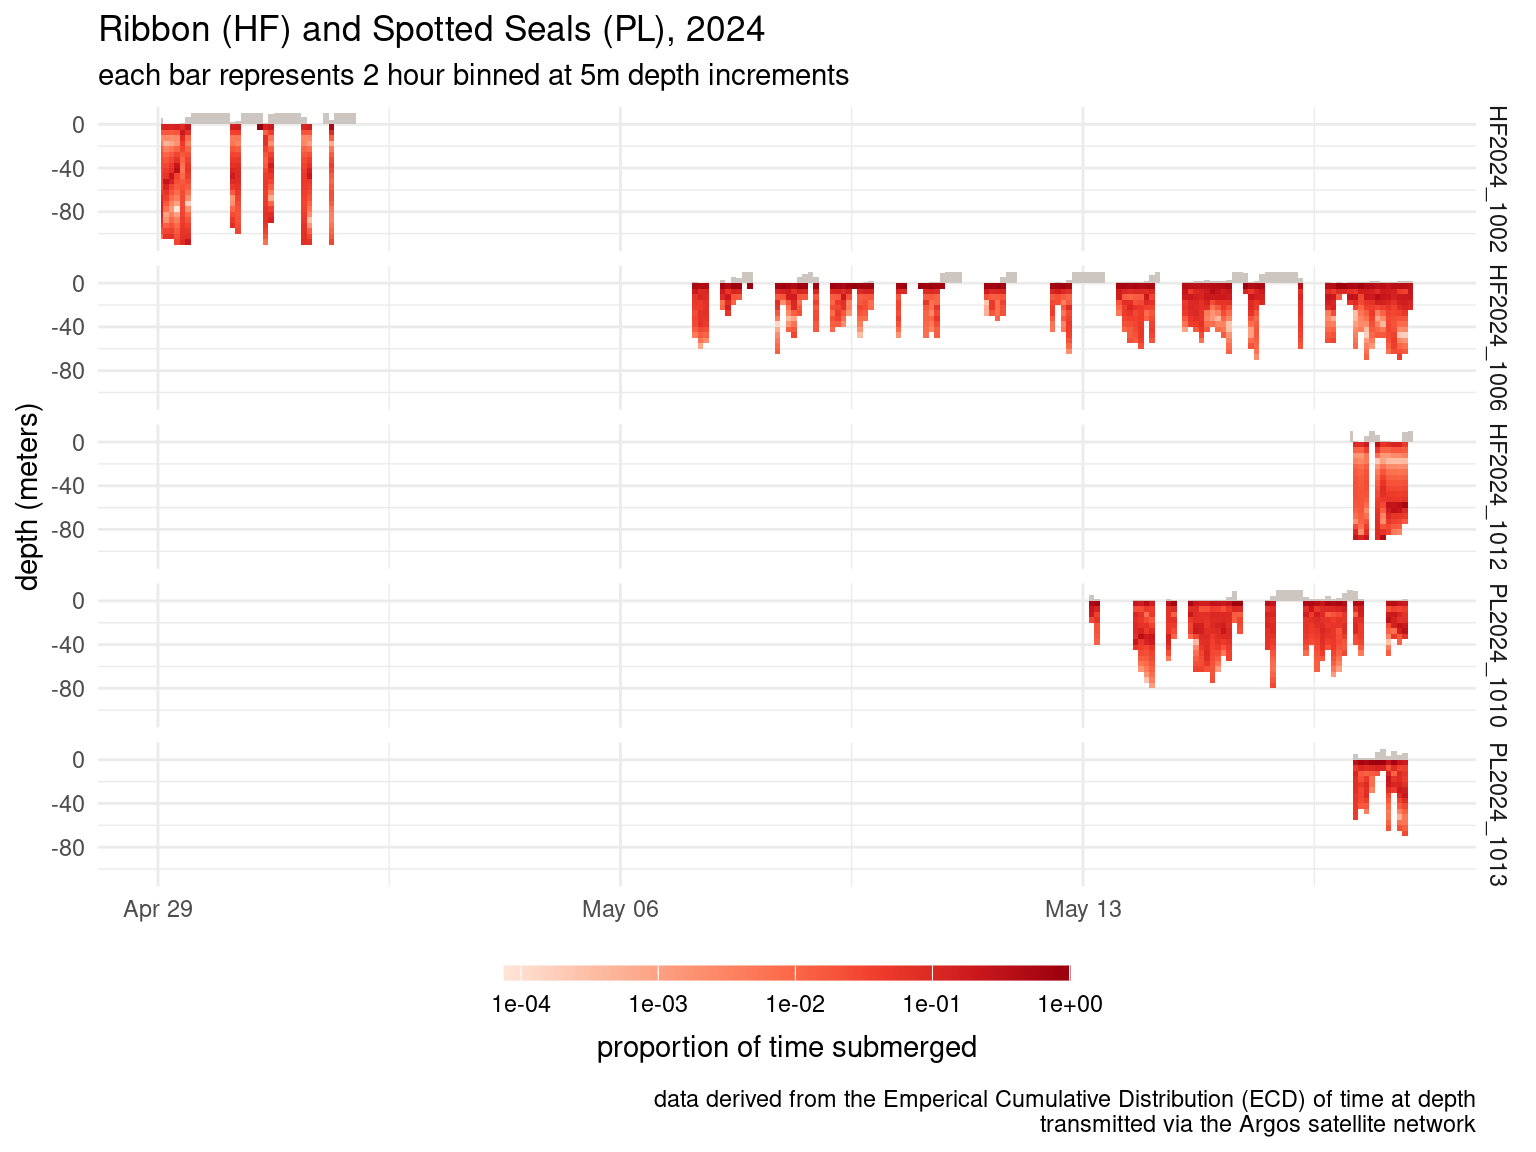 Ribbon (HF) and Spotted Seals (PL), 2024
each bar represents 2 hour binned at 5m depth increments
depth (meters)
0
-40
-80
HF2024_1002
0
-40
-80
HF2024_1006
0
-40
-80
HF2024_1012
0
-40
-80
PL2024_1010
0
-40
-80
PL2024_1013
Apr 29 May 06 May 13
1e-04 1e-03 1e-02 1e-01 1e+00
proportion of time submerged
data derived from the Emperical Cumulative Distribution (ECD) of time at depth
transmitted via the Argos satellite network